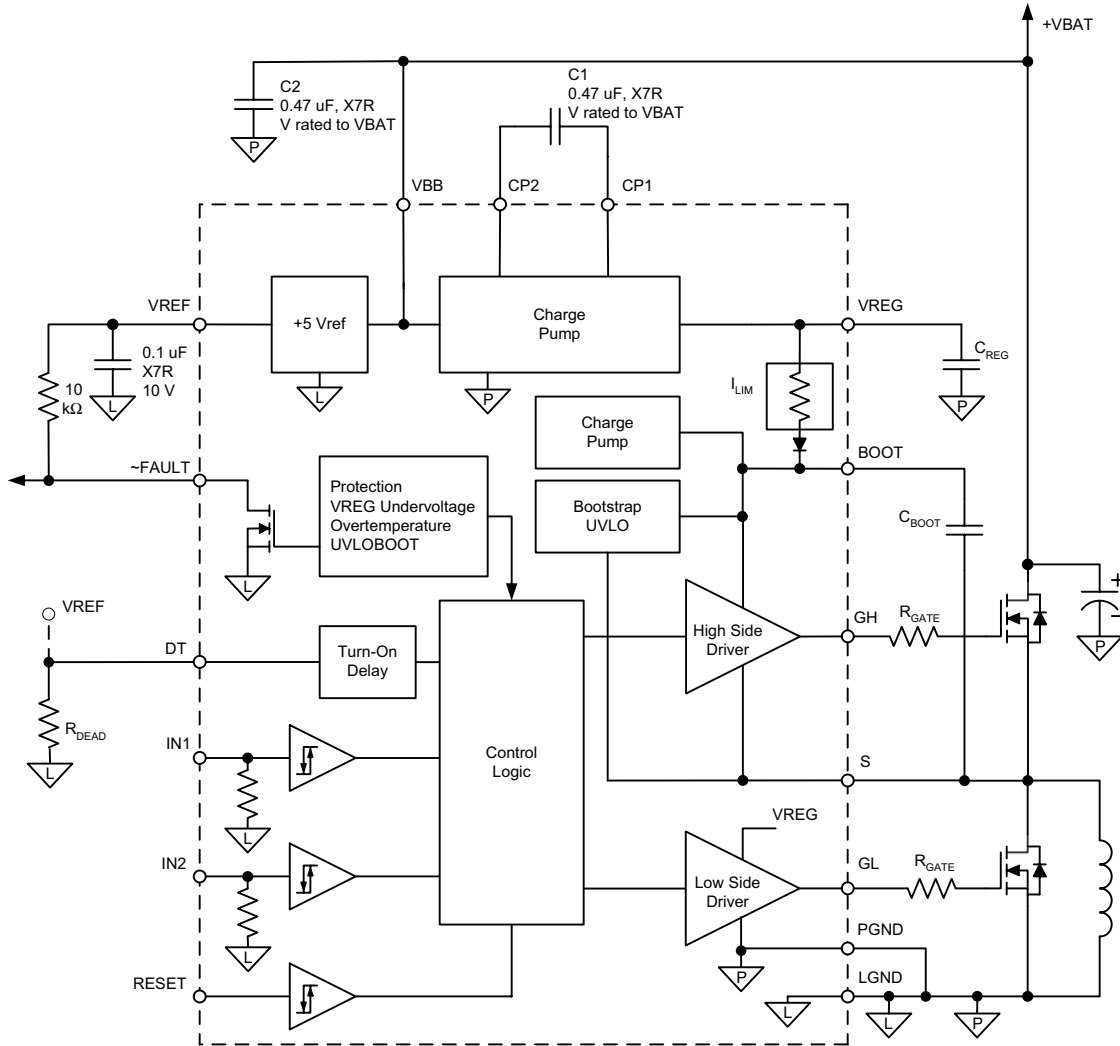 +VBAT
C2
0.47 uF, X7R
V rated to VBAT
C1
0.47 uF, X7R
V rated to VBAT
P
VBB
CP2
CP1
VREF
+5 Vref
Charge
Pump
VREG
0.1 uF
X7R
10 V
10
kΩ
L
L
P
CREG
P
ILIM
Charge
Pump
BOOT
~FAULT
Protection
VREG Undervoltage
Overtemperature
UVLOBOOT
Bootstrap
UVLO
CBOOT
L
+
–
P
VREF
DT
Turn-On
Delay
High Side
Driver
GH
RGATE
RDEAD
L
IN1
Control
Logic
S
L
VREG
IN2
Low Side
Driver
GL
RGATE
L
PGND
P
RESET
LGND
L
L
P